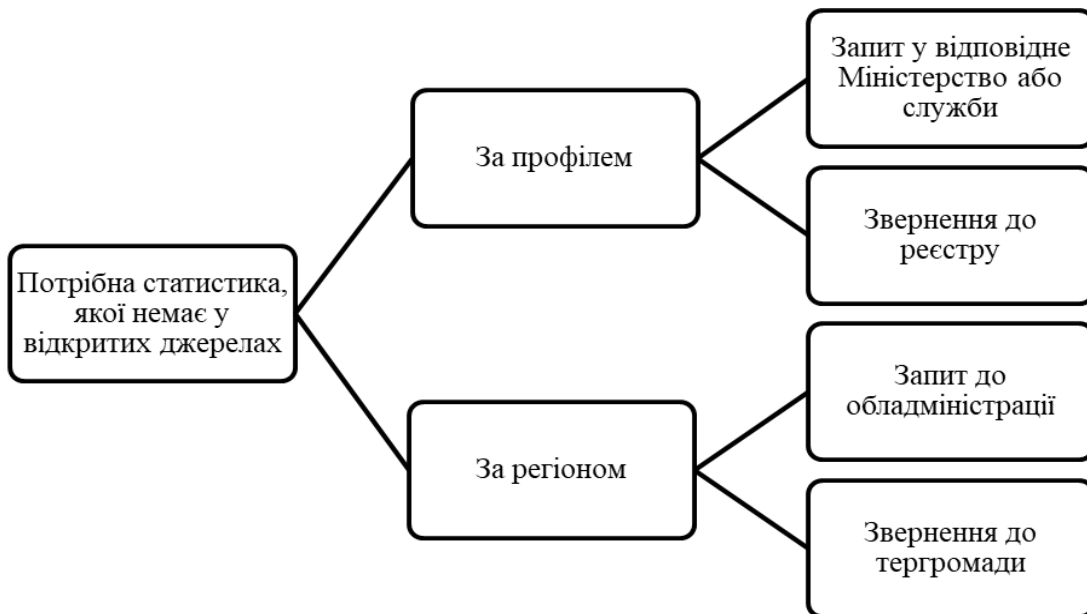 Потрібна статистика,
якої немає у
відкритих джерелах
За профілем
Запит у відповідне
Міністерство або
служби
Звернення до
реєстру
За регіоном
Запит до
обладміністрації
Звернення до
тергромади